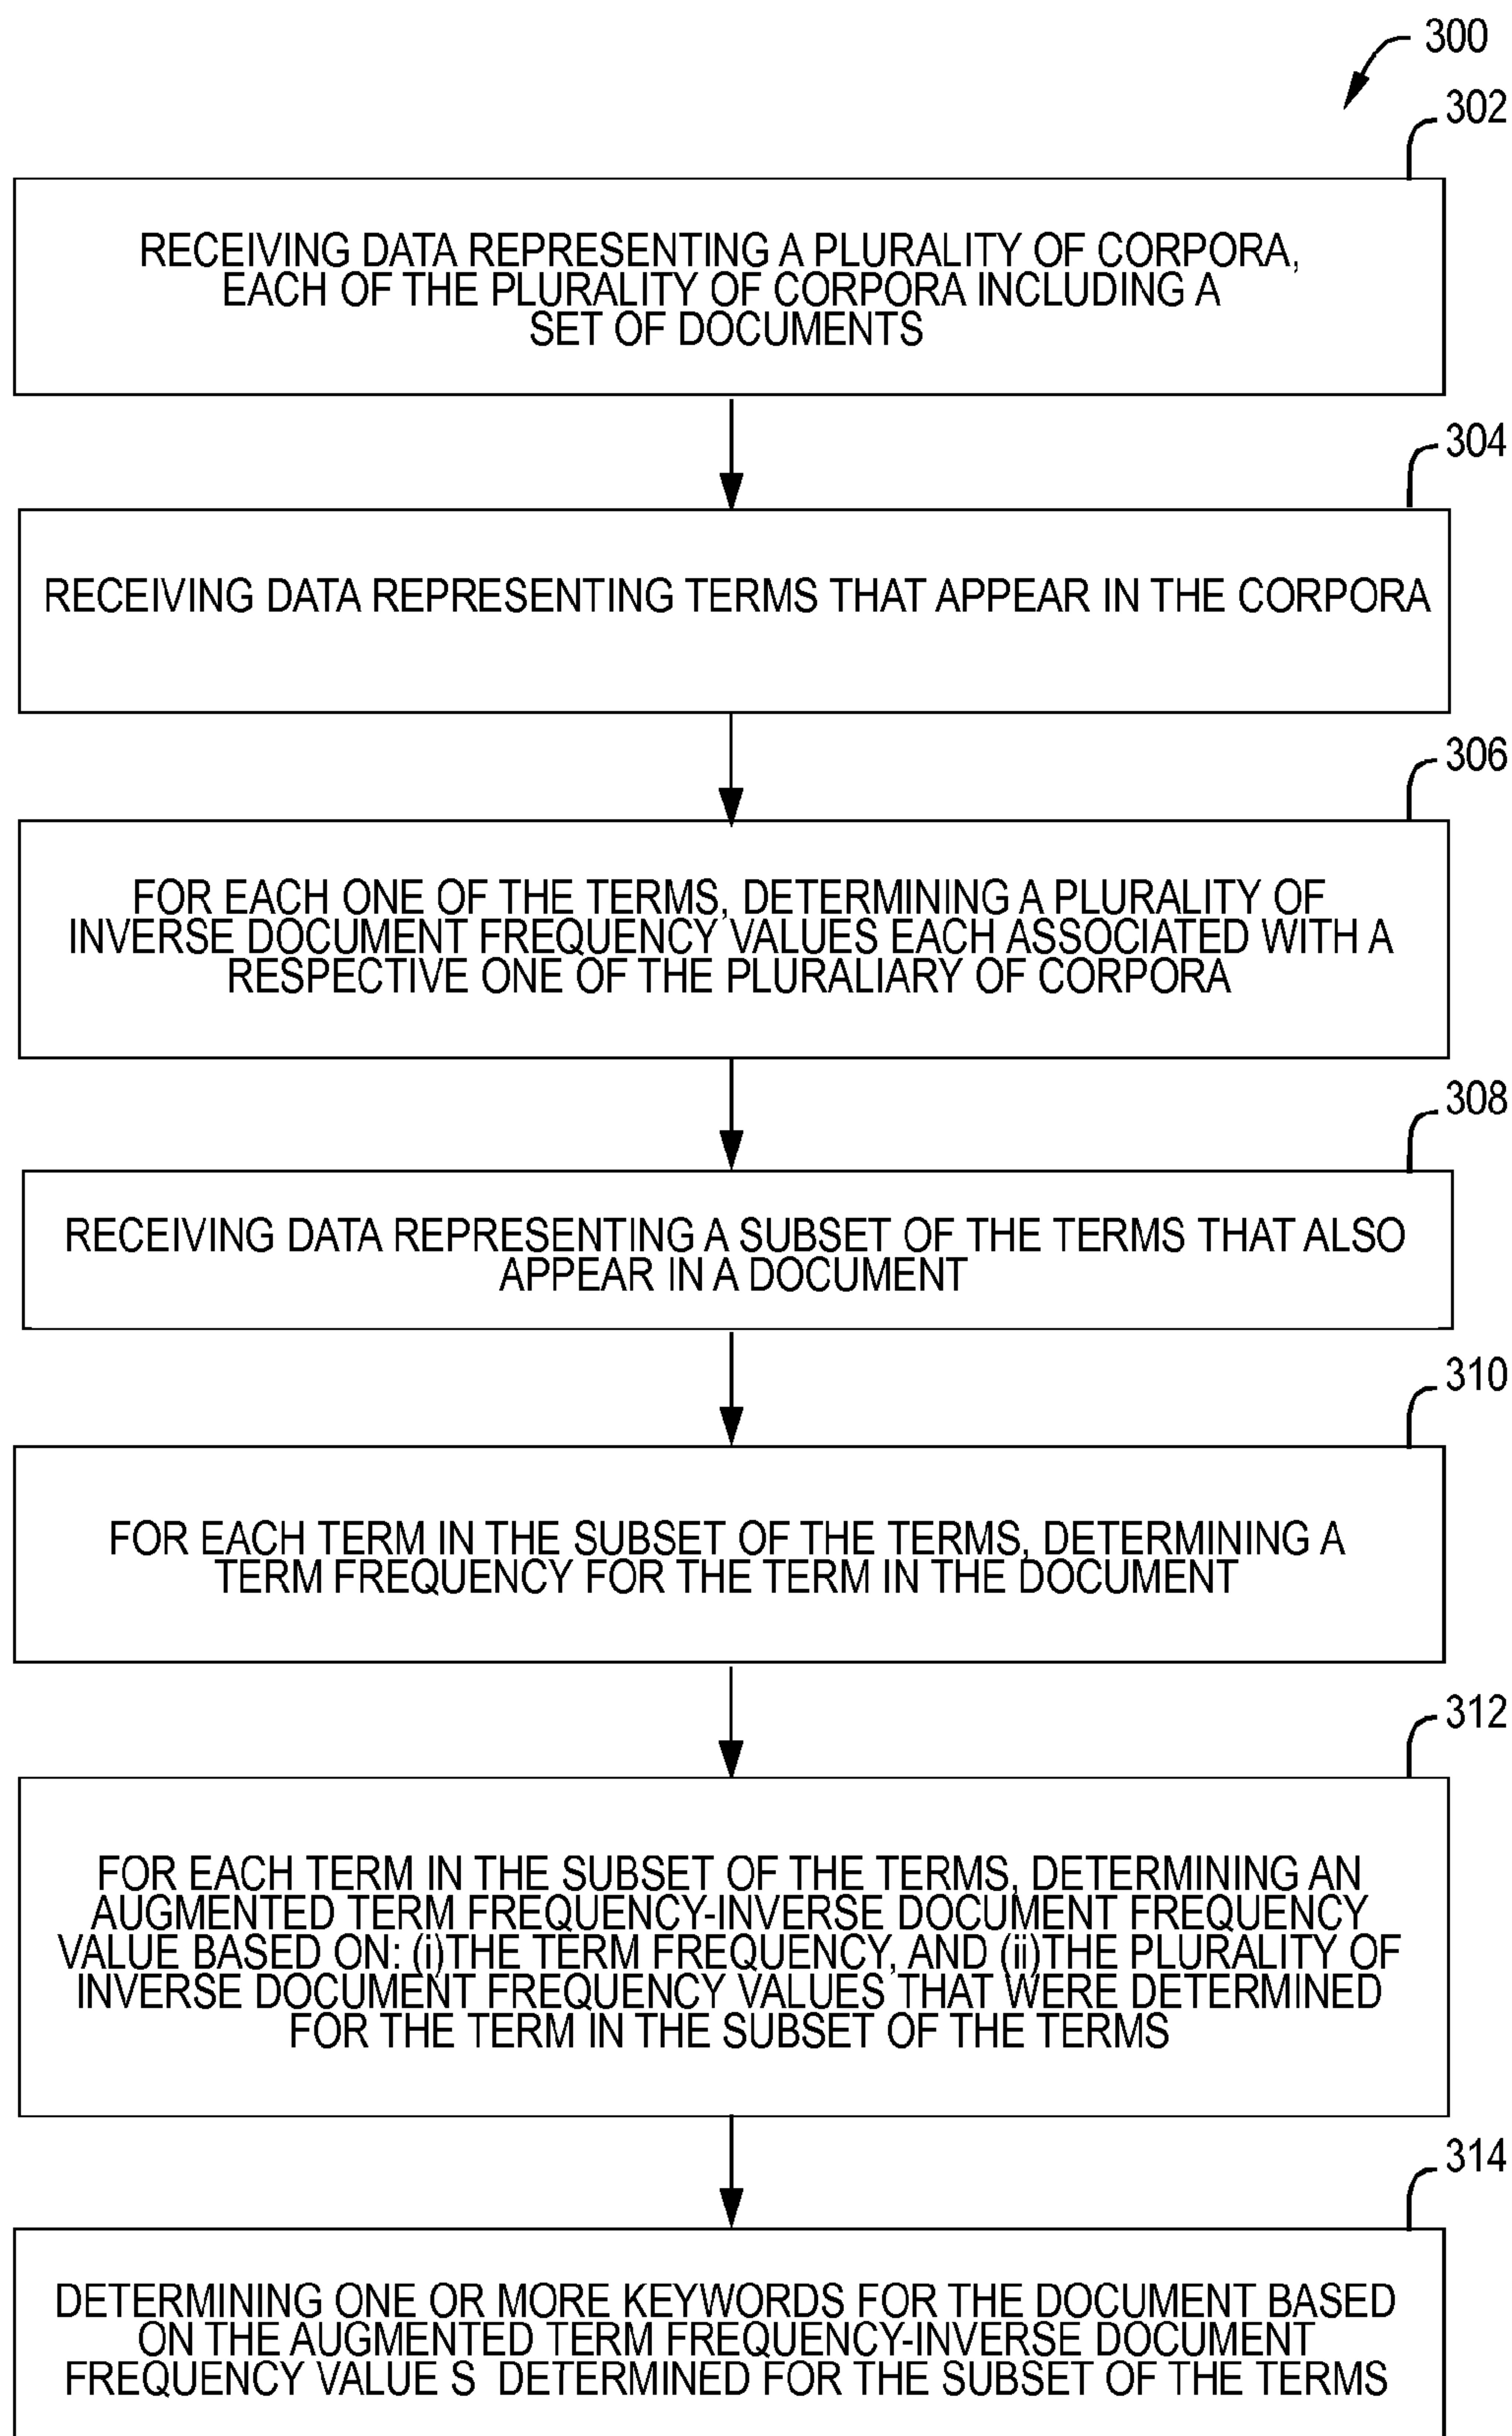 300
302
RECEIVING DATA REPRESENTING A PLURALITY OF CORPORA,
EACH OF THE PLURALITY OF CORPORA INCLUDING A
SET OF DOCUMENTS
304
RECEIVING DATA REPRESENTING TERMS THAT APPEAR IN THE CORPORA
306
FOR EACH ONE OF THE TERMS, DETERMINING A PLURALITY OF
INVERSE DOCUMENT FREQUENCY VALUES EACH ASSOCIATED WITH A
RESPECTIVE ONE OF THE PLURALIARY OF CORPORA
308
RECEIVING DATA REPRESENTING A SUBSET OF THE TERMS THAT ALSO
APPEAR IN A DOCUMENT
310
FOR EACH TERM IN THE SUBSET OF THE TERMS, DETERMINING A
TERM FREQUENCY FOR THE TERM IN THE DOCUMENT
312
FOR EACH TERM IN THE SUBSET OF THE TERMS, DETERMINING AN
AUGMENTED TERM FREQUENCY-INVERSE DOCUMENT FREQUENCY
VALUE BASED ON: (i)THE TERM FREQUENCY, AND (ii)THE PLURALITY OF
INVERSE DOCUMENT FREQUENCY VALUES THAT WERE DETERMINED
FOR THE TERM IN THE SUBSET OF THE TERMS
314
DETERMINING ONE OR MORE KEYWORDS FOR THE DOCUMENT BASED
ON THE AUGMENTED TERM FREQUENCY-INVERSE DOCUMENT
FREQUENCY VALUE S DETERMINED FOR THE SUBSET OF THE TERMS